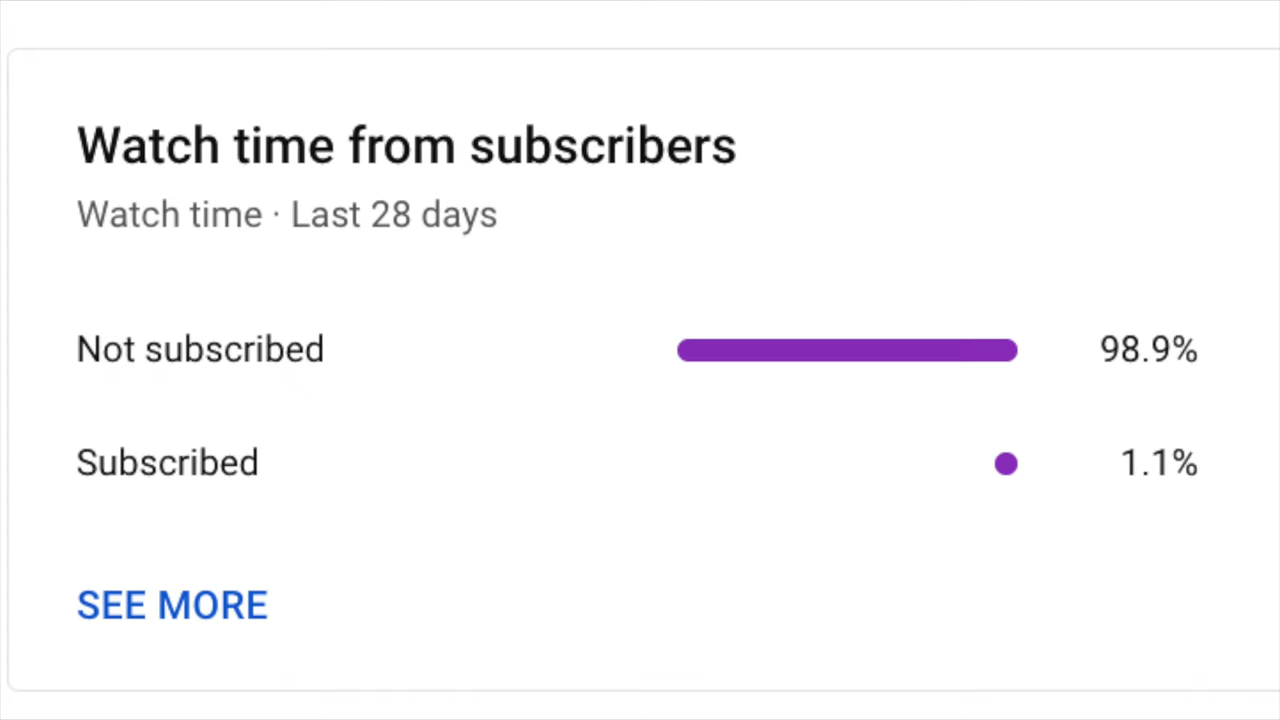 Watch time from subscribers
Watch time · Last 28 days
Not subscribed 98.9%
Subscribed 1.1%
SEE MORE